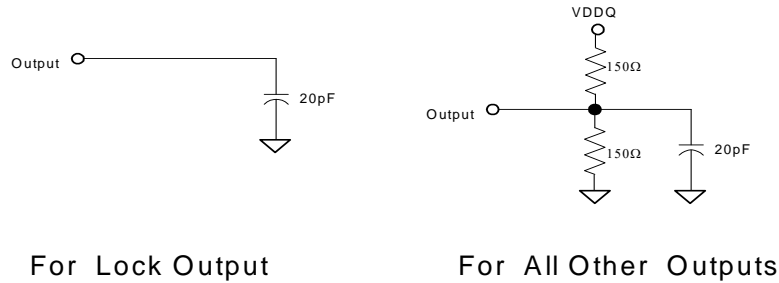 VDDQ
Output
150Ω
20pF
Output
150Ω
20pF
For Lock Output
For All Other Outputs